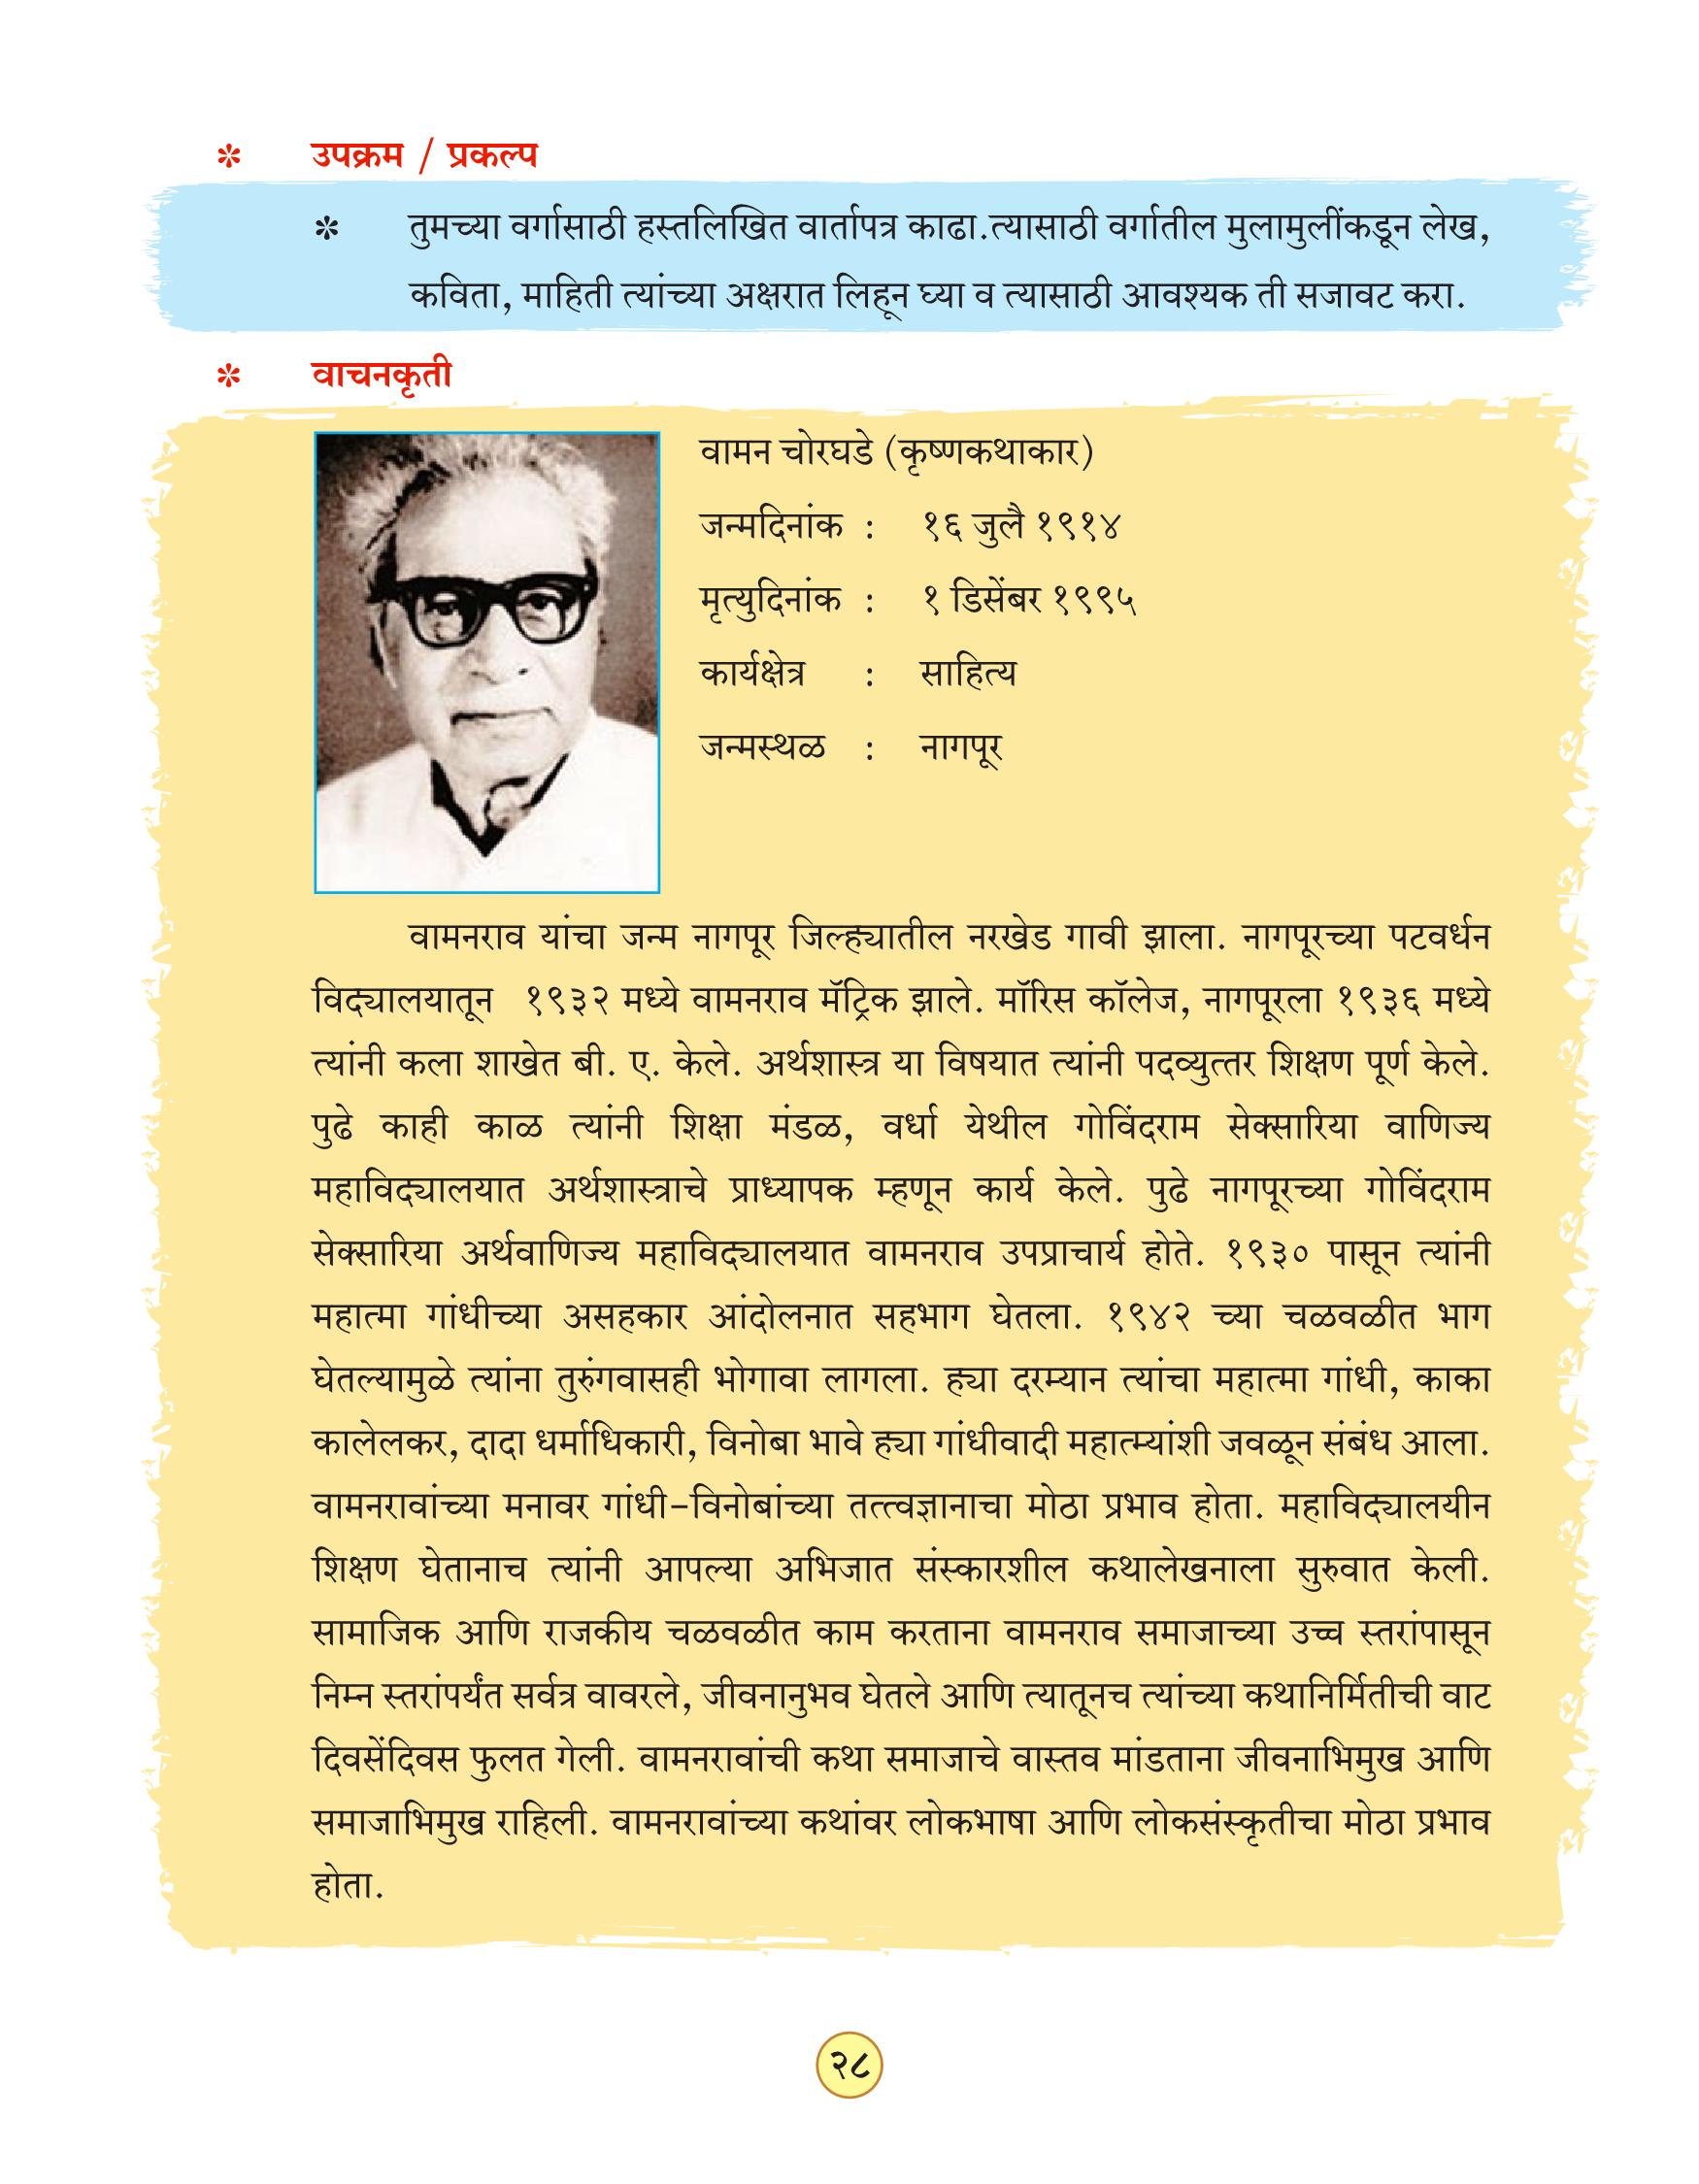 ✽ उपक्रम / प्रकल्प
✽ तुमच्या वर्गासाठी हस्तलिखित वार्तापत्र काढा.त्यासाठी वर्गातील मुलामुलींकडून लेख,
कविता, माहिती त्यांच्या अक्षरात लिहून घ्या व त्यासाठी आवश्यक ती सजावट करा.
✽ वाचनकृती
वामन चोरघडे (कृष्णकथाकार)
जन्मदिनांक : १६ जुलै १९१४
मृत्युदिनांक : १ डिसेंबर १९९५
कार्यक्षेत्र : साहित्य
जन्मस्थळ : नागपूर
वामनराव यांचा जन्म नागपूर जिल्ह्यातील नरखेड गावी झाला. नागपूरच्या पटवर्धन
विद्यालयातून १९३२ मध्ये वामनराव मॅट्रिक झाले. मॉरिस कॉलेज, नागपूरला १९३६ मध्ये
त्यांनी कला शाखेत बी. ए. केले. अर्थशास्त्र या विषयात त्यांनी पदव्युत्तर शिक्षण पूर्ण केले.
पुढे काही काळ त्यांनी शिक्षा मंडळ, वर्धा येथील गोविंदराम सेक्सारिया वाणिज्य
महाविद्यालयात अर्थशास्त्राचे प्राध्यापक म्हणून कार्य केले. पुढे नागपूरच्या गोविंदराम
सेक्सारिया अर्थवाणिज्य महाविद्यालयात वामनराव उपप्राचार्य होते. १९३० पासून त्यांनी
महात्मा गांधीच्या असहकार आंदोलनात सहभाग घेतला. १९४२ च्या चळवळीत भाग
घेतल्यामुळे त्यांना तुरुंगवासही भोगावा लागला. ह्या दरम्यान त्यांचा महात्मा गांधी, काका
कालेलकर, दादा धर्माधिकारी, विनोबा भावे ह्या गांधीवादी महात्म्यांशी जवळून संबंध आला.
वामनरावांच्या मनावर गांधी-विनोबांच्या तत्त्वज्ञानाचा मोठा प्रभाव होता. महाविद्यालयीन
शिक्षण घेतानाच त्यांनी आपल्या अभिजात संस्कारशील कथालेखनाला सुरुवात केली.
सामाजिक आणि राजकीय चळवळीत काम करताना वामनराव समाजाच्या उच्च स्तरांपासून
निम्न स्तरांपर्यंत सर्वत्र वावरले, जीवनानुभव घेतले आणि त्यातूनच त्यांच्या कथानिर्मितीची वाट
दिवसेंदिवस फुलत गेली. वामनरावांची कथा समाजाचे वास्तव मांडताना जीवनाभिमुख आणि
समाजाभिमुख राहिली. वामनरावांच्या कथांवर लोकभाषा आणि लोकसंस्कृतीचा मोठा प्रभाव
होता.
२८